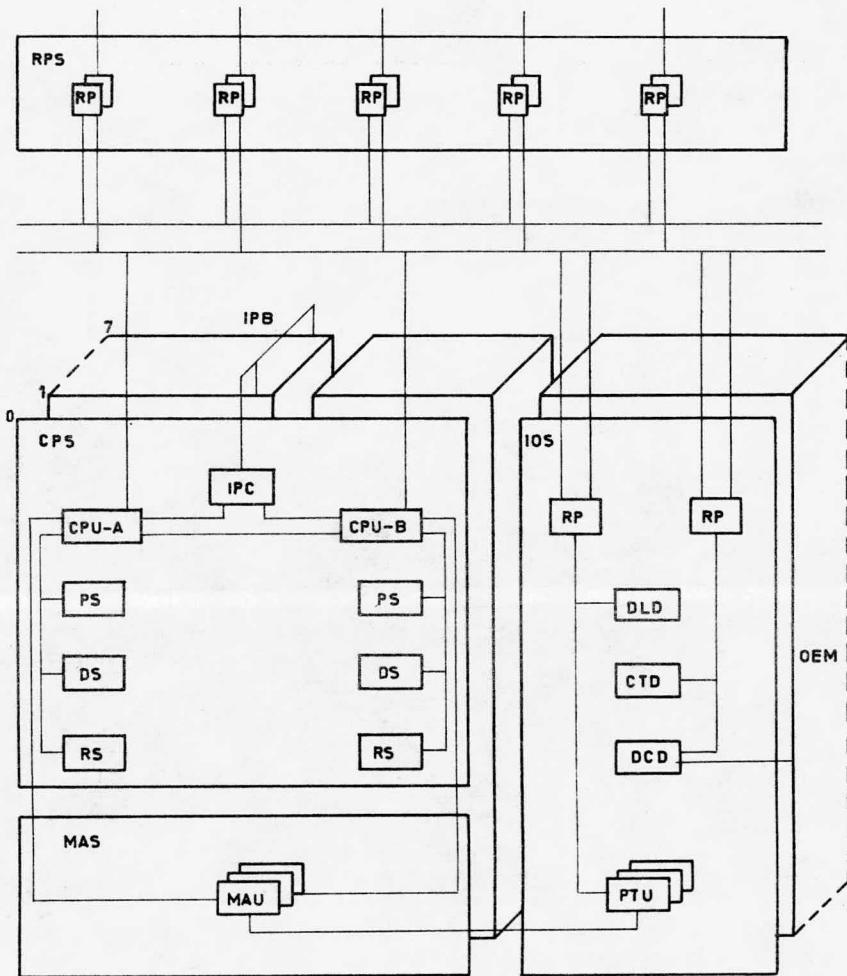 RPS
RP RP RP RP RP
IPB
7
1
0
CPS
IOS
IPC
CPU-A
CPU-B
RP
RP
PS
PS
DLD
DS
DS
CTD
OEM
RS
RS
DCD
MAS
MAU
PTU